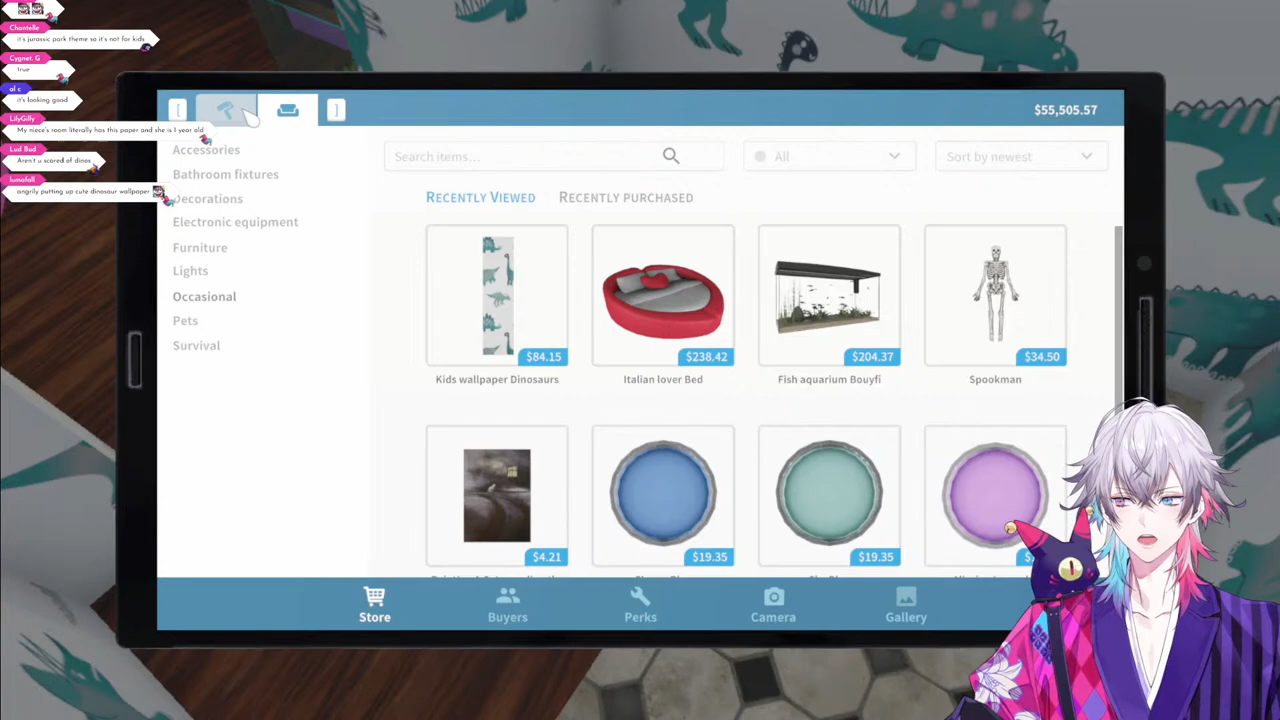 Chantelle
it's jurassic park theme so it's not for kids
Cygnet. G
true
al c
it's looking good
LilyGilly
My niece's room literally has this paper and she is 1 year old
Lud Bud
Aren't u scared of dinos
lumafall
angrily putting up cute dinosaur wallpaper
$55,505.57
Accessories
Bathroom fixtures
Decorations
Electronic equipment
Furniture
Lights
Occasional
Pets
Survival
Search items...
All
Sort by newest
RECENTLY VIEWED
RECENTLY PURCHASED
$84.15
$238.42
$204.37
$34.50
Kids wallpaper Dinosaurs
Italian lover Bed
Fish aquarium Bouyfi
Spookman
$4.21
$19.35
$19.35
Store
Buyers
Perks
Camera
Gallery